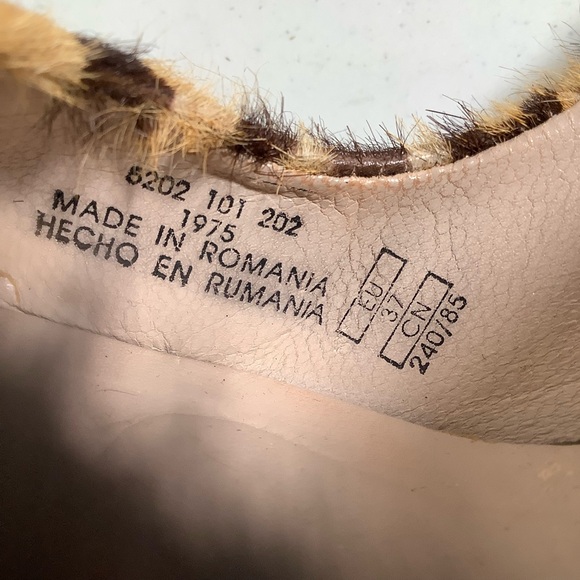 6202 101 202
1975
MADE IN ROMANIA
HECHO EN RUMANIA
EU
37
CN
240/85